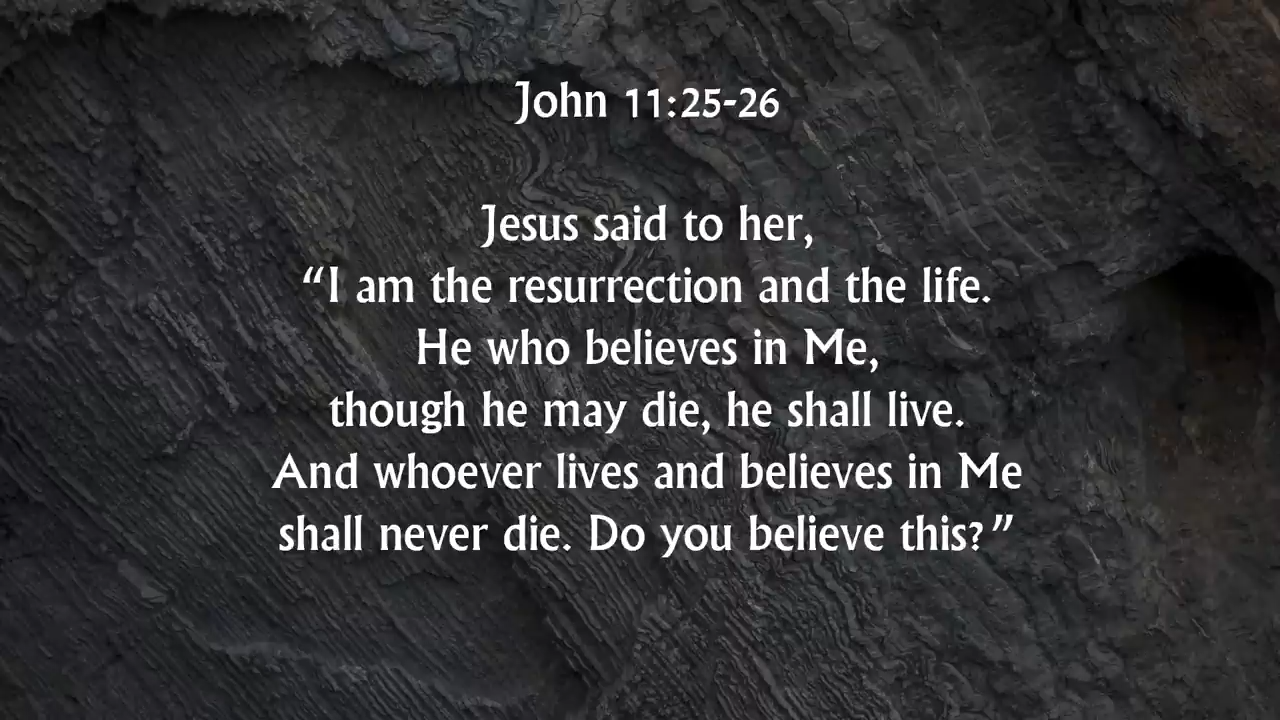 John 11:25-26
Jesus said to her,
“I am the resurrection and the life.
He who believes in Me,
though he may die, he shall live.
And whoever lives and believes in Me
shall never die. Do you believe this?”